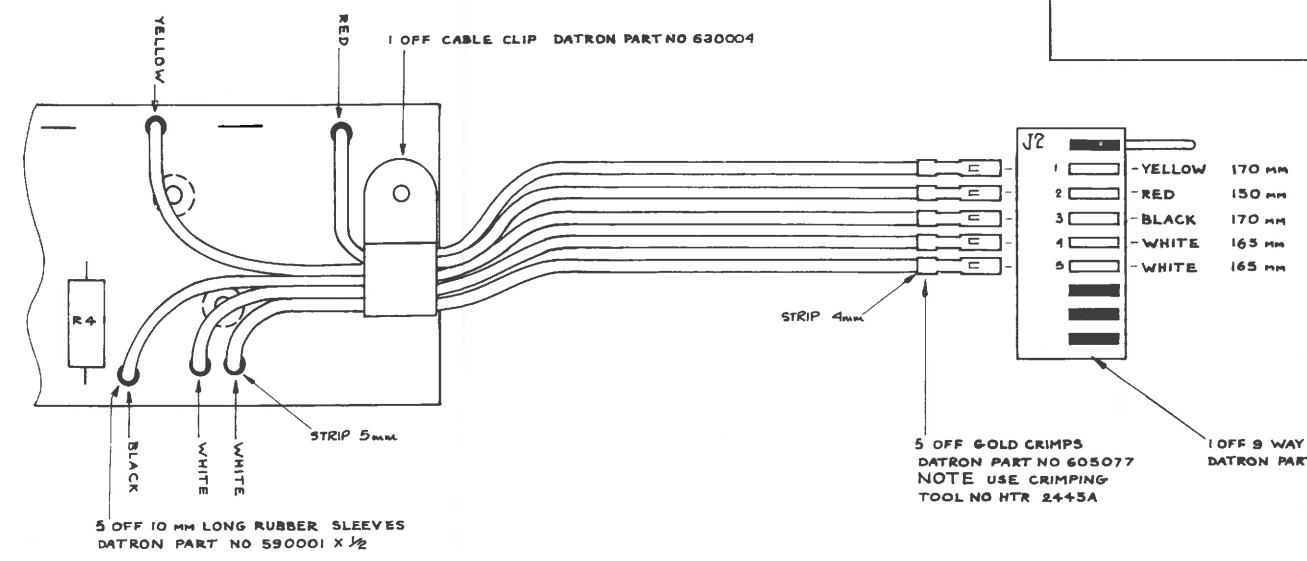 YELLOW
RED
1 OFF CABLE CLIP DATRON PART NO 630004
J2
1 YELLOW 170 MM
2 RED 150 MM
3 BLACK 170 MM
4 WHITE 165 MM
5 WHITE 165 MM
R4
STRIP 4mm
STRIP 5mm
BLACK
WHITE
WHITE
5 OFF GOLD CRIMPS
DATRON PART NO 605077
NOTE USE CRIMPING
TOOL NO HTR 2445A
1 OFF 9 WAY
DATRON PART
5 OFF 10 MM LONG RUBBER SLEEVES
DATRON PART NO 590001 X ½